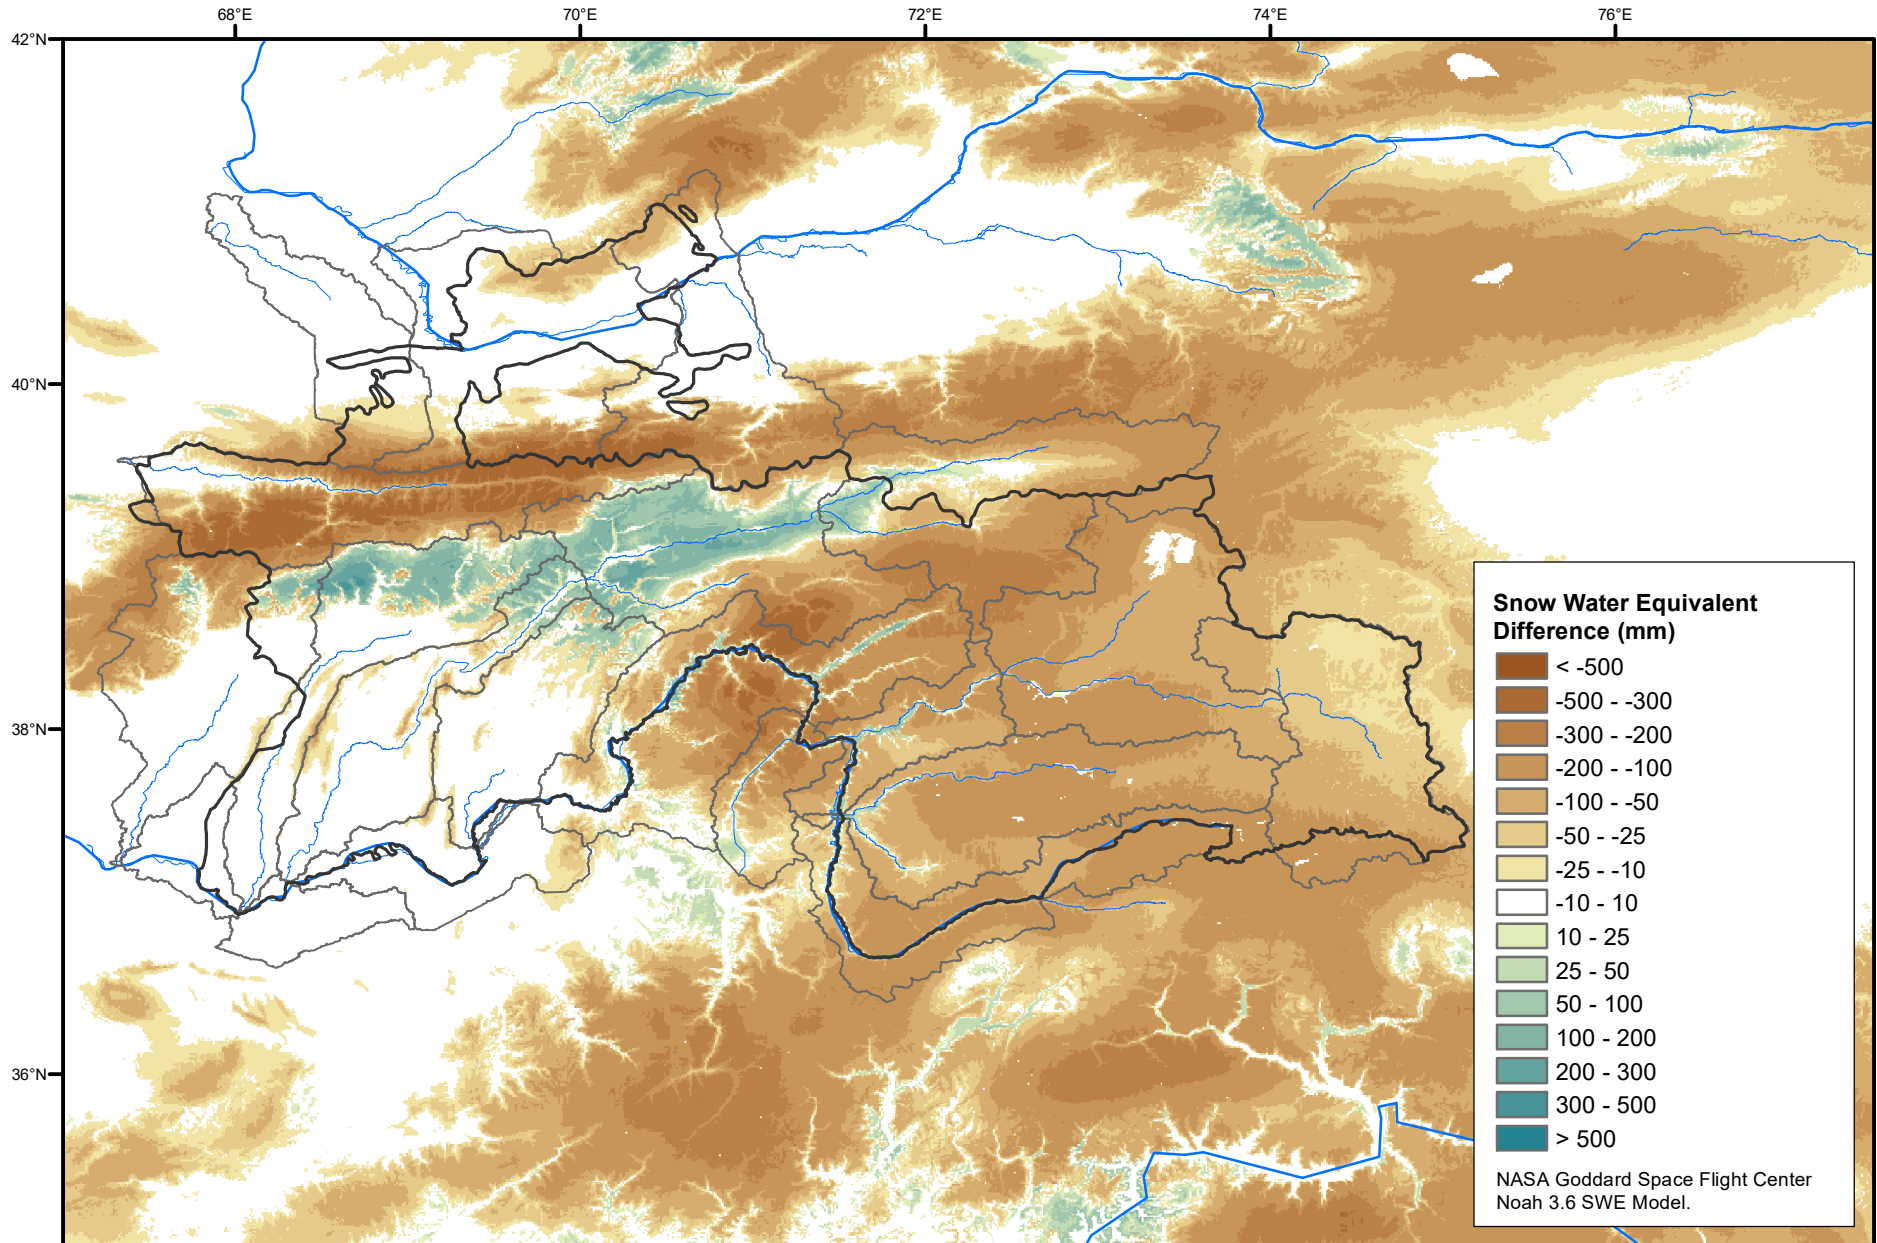 68°E
70°E
72°E
74°E
76°E
42°N
40°N
38°N
36°N
Snow Water Equivalent
Difference (mm)
< -500
-500 - -300
-300 - -200
-200 - -100
-100 - -50
-50 - -25
-25 - -10
-10 - 10
10 - 25
25 - 50
50 - 100
100 - 200
200 - 300
300 - 500
> 500
NASA Goddard Space Flight Center
Noah 3.6 SWE Model.